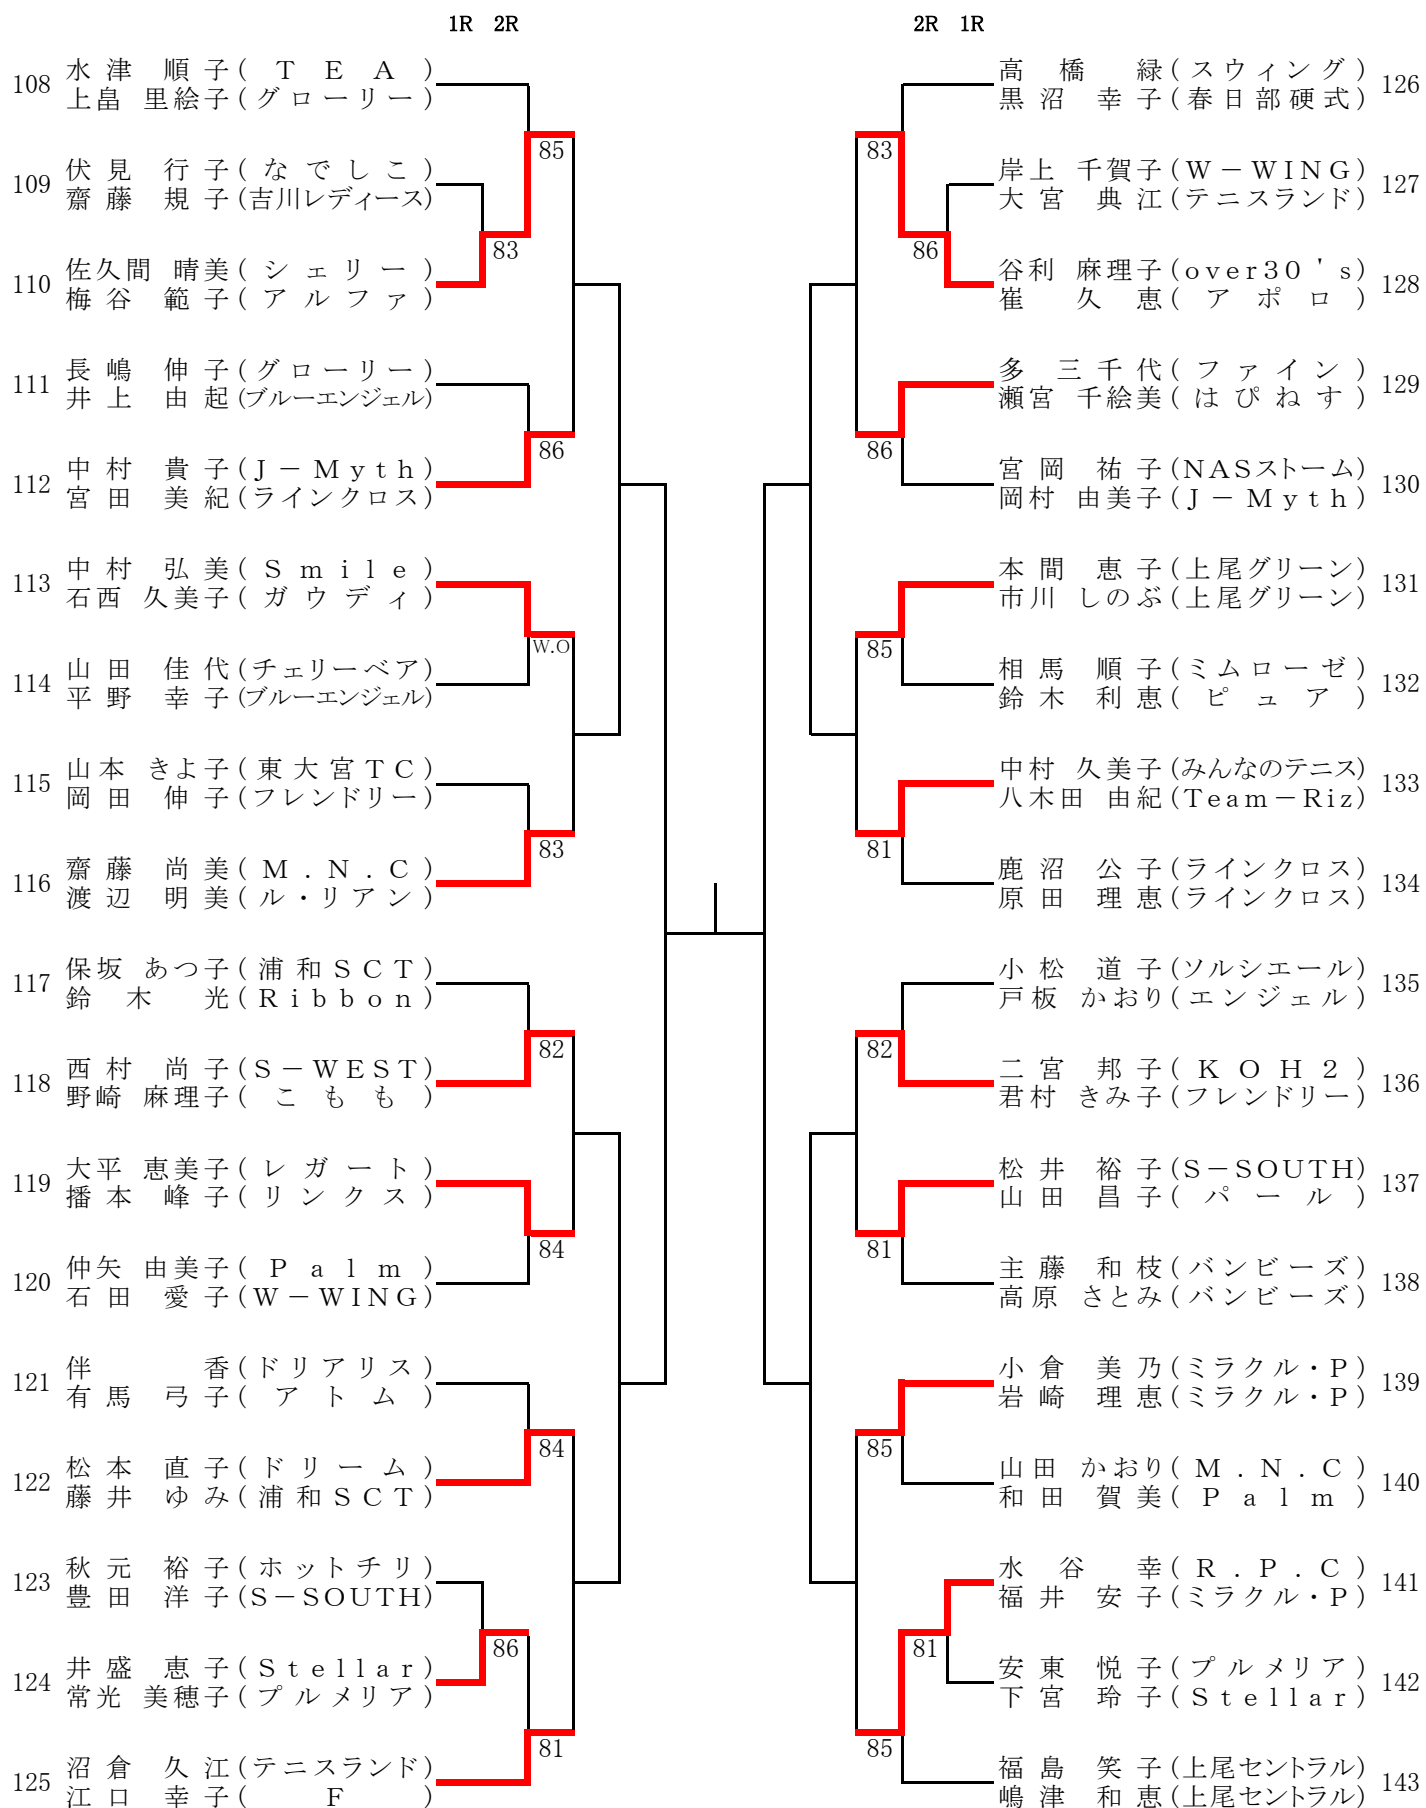 1R 2R
2R 1R
108 水津 順子(TEA)
上畠 里絵子(グローリー)
85
109 伏見 行子(なでしこ)
齋藤 規子(吉川レディース)
83
110 佐久間 晴美(シェリー)
梅谷 範子(アルファ)
111 長嶋 伸子(グローリー)
井上 由起(ブルーエンジェル)
86
112 中村 貴子(J－Myth)
宮田 美紀(ラインクロス)
113 中村 弘美(Smile)
石西 久美子(ガウディ)
W.O
114 山田 佳代(チェリーベア)
平野 幸子(ブルーエンジェル)
115 山本 きよ子(東大宮TC)
岡田 伸子(フレンドリー)
83
116 齋藤 尚美(M.N.C)
渡辺 明美(ル・リアン)
117 保坂 あつ子(浦和SCT)
鈴木 光(Ribbon)
82
118 西村 尚子(S－WEST)
野崎 麻理子(こもも)
119 大平 恵美子(レガート)
播本 峰子(リンクス)
84
120 仲矢 由美子(Palm)
石田 愛子(W－WING)
121 伴 香(ドリアリス)
有馬 弓子(アトム)
84
122 松本 直子(ドリーム)
藤井 ゆみ(浦和SCT)
123 秋元 裕子(ホットチリ)
豊田 洋子(S－SOUTH)
86
124 井盛 恵子(Stellar)
常光 美穂子(プルメリア)
81
125 沼倉 久江(テニスランド)
江口 幸子(F)
高橋 緑(スウィング) 126
黒沼 幸子(春日部硬式)
83
岸上 千賀子(W－WING) 127
大宮 典江(テニスランド)
86
谷利 麻理子(over30's) 128
崔 久恵(アポロ)
多 三千代(ファイン) 129
瀬宮 千絵美(はぴねす)
86
宮岡 祐子(NASストーム) 130
岡村 由美子(J－Myth)
本間 恵子(上尾グリーン) 131
市川 しのぶ(上尾グリーン)
85
相馬 順子(ミムローゼ) 132
鈴木 利恵(ピュア)
中村 久美子(みんなのテニス) 133
八木田 由紀(Team－Riz)
81
鹿沼 公子(ラインクロス) 134
原田 理恵(ラインクロス)
小松 道子(ソルシエール) 135
戸板 かおり(エンジェル)
82
二宮 邦子(KOH2) 136
君村 きみ子(フレンドリー)
松井 裕子(S－SOUTH) 137
山田 昌子(パール)
81
主藤 和枝(バンビーズ) 138
高原 さとみ(バンビーズ)
小倉 美乃(ミラクル・P) 139
岩崎 理恵(ミラクル・P)
85
山田 かおり(M.N.C) 140
和田 賀美(Palm)
水谷 幸(R.P.C) 141
福井 安子(ミラクル・P)
81
安東 悦子(プルメリア) 142
下宮 玲子(Stellar)
85
福島 笑子(上尾セントラル) 143
嶋津 和恵(上尾セントラル)